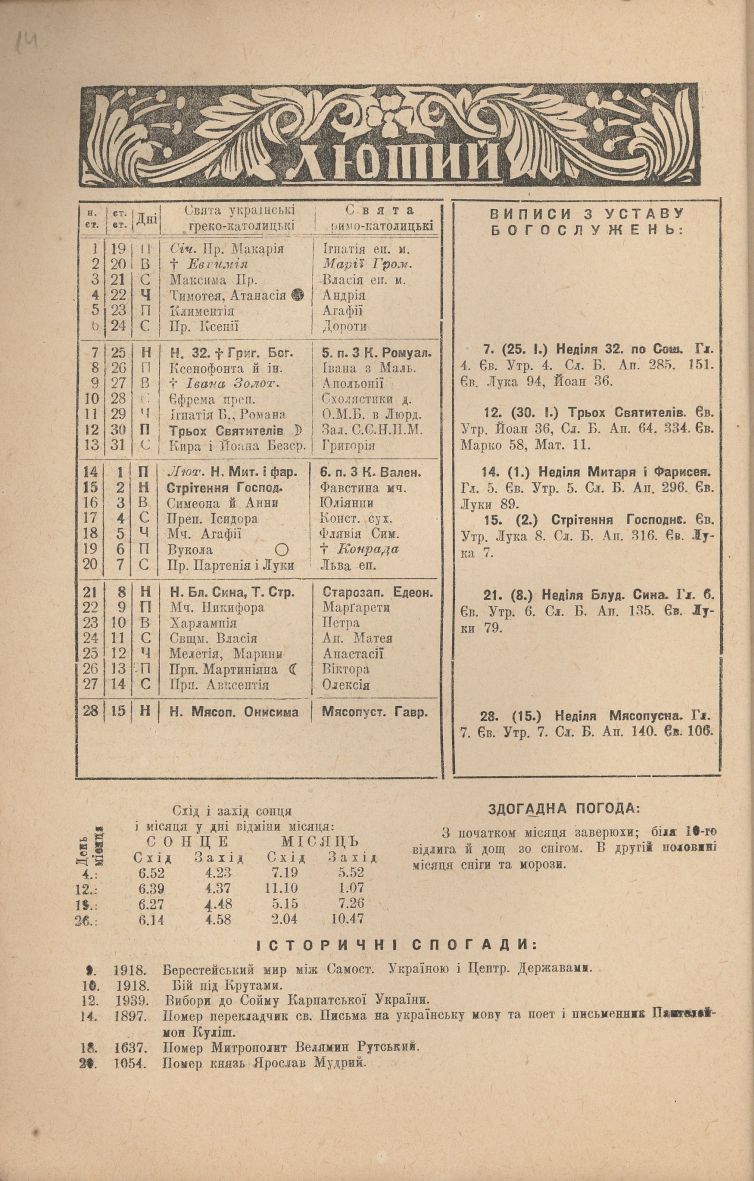 14
ЛЮТИЙ
н. ст. | ст. ст. | Дні | Свята українські греко-католицькі | Свята римо-католицькі
1 19 П Січ. Пр. Макарія Ігнатія еп. м.
2 20 В † Евтимія Марії Гром.
3 21 С Максима Пр. Власія еп. м.
4 22 Ч Тимотея, Атанасія Андрія
5 23 П Климентія Агафії
6 24 С Пр. Ксенії Дороти
7 25 Н Н. 32. † Григ. Бог. 5. п. 3 К. Ромуал.
8 26 П Ксенофонта й ін. Івана з Маль.
9 27 В † Івана Золот. Апольонії
10 28 С Єфрема преп. Схолястики д.
11 29 Ч Ігнатія Б., Романа О.М.Б. в Люрд.
12 30 П Трьох Святителів ☽ Зал. С.С.Н.П.М.
13 31 С Кира і Йоана Безср. Григорія
14 1 П Лют. Н. Мит. і фар. 6. п. 3 К. Вален.
15 2 Н Стрітення Господ. Фавстина мч.
16 3 В Симеона й Анни Юліянни
17 4 С Преп. Ісидора Конст. сух.
18 5 Ч Мч. Агафії Флявія Сим.
19 6 П Вукола ○ † Конрада
20 7 С Пр. Партенія і Луки Льва еп.
21 8 Н Н. Бл. Сина, Т. Стр. Старозап. Едеон.
22 9 П Мч. Никифора Марґарети
23 10 В Харлампія Петра
24 11 С Свщм. Власія Ап. Матея
25 12 Ч Мелетія, Марини Анастасії
26 13 П Прп. Мартиніяна ☾ Віктора
27 14 С Прп. Авксентія Олексія
28 15 Н Н. Мясоп. Онисима Мясопуст. Гавр.
ВИПИСИ З УСТАВУ
БОГОСЛУЖЕНЬ:
7. (25. I.) Неділя 32. по Сош. Гл.
4. Єв. Утр. 4. Сл. Б. Ап. 285. 151.
Єв. Лука 94, Йоан 36.
12. (30. I.) Трьох Святителів. Єв.
Утр. Йоан 36, Сл. Б. Ап. 64. 334. Єв.
Марко 58, Мат. 11.
14. (1.) Неділя Митаря і Фарисея.
Гл. 5. Єв. Утр. 5. Сл. Б. Ап. 296. Єв.
Луки 89.
15. (2.) Стрітення Господнє. Єв.
Утр. Лука 8. Сл. Б. Ап. 316. Єв. Лу-
ка 7.
21. (8.) Неділя Блуд. Сина. Гл. 6.
Єв. Утр. 6. Сл. Б. Ап. 135. Єв. Лу-
ки 79.
28. (15.) Неділя Мясопусна. Гл.
7. Єв. Утр. 7. Сл. Б. Ап. 140. Єв. 106.
Схід і захід сонця
і місяця у дні відміни місяця:
День місяця
СОНЦЕ МІСЯЦЬ
Схід Захід Схід Захід
4.: 6.52 4.23 7.19 5.52
12.: 6.39 4.37 11.10 1.07
19.: 6.27 4.48 5.15 7.26
26.: 6.14 4.58 2.04 10.47
ЗДОГАДНА ПОГОДА:
З початком місяця заверюхи; біля 10-го
відлига й дощ зо снігом. В другій половині
місяця сніги та морози.
ІСТОРИЧНІ СПОГАДИ:
9. 1918. Берестейський мир між Самост. Україною і Центр. Державами.
10. 1918. Бій під Крутами.
12. 1939. Вибори до Сойму Карпатської України.
14. 1897. Помер перекладчик св. Письма на українську мову та поет і письменник Пантелей-
мон Куліш.
18. 1637. Помер Митрополит Велямин Рутський.
20. 1054. Помер князь Ярослав Мудрий.